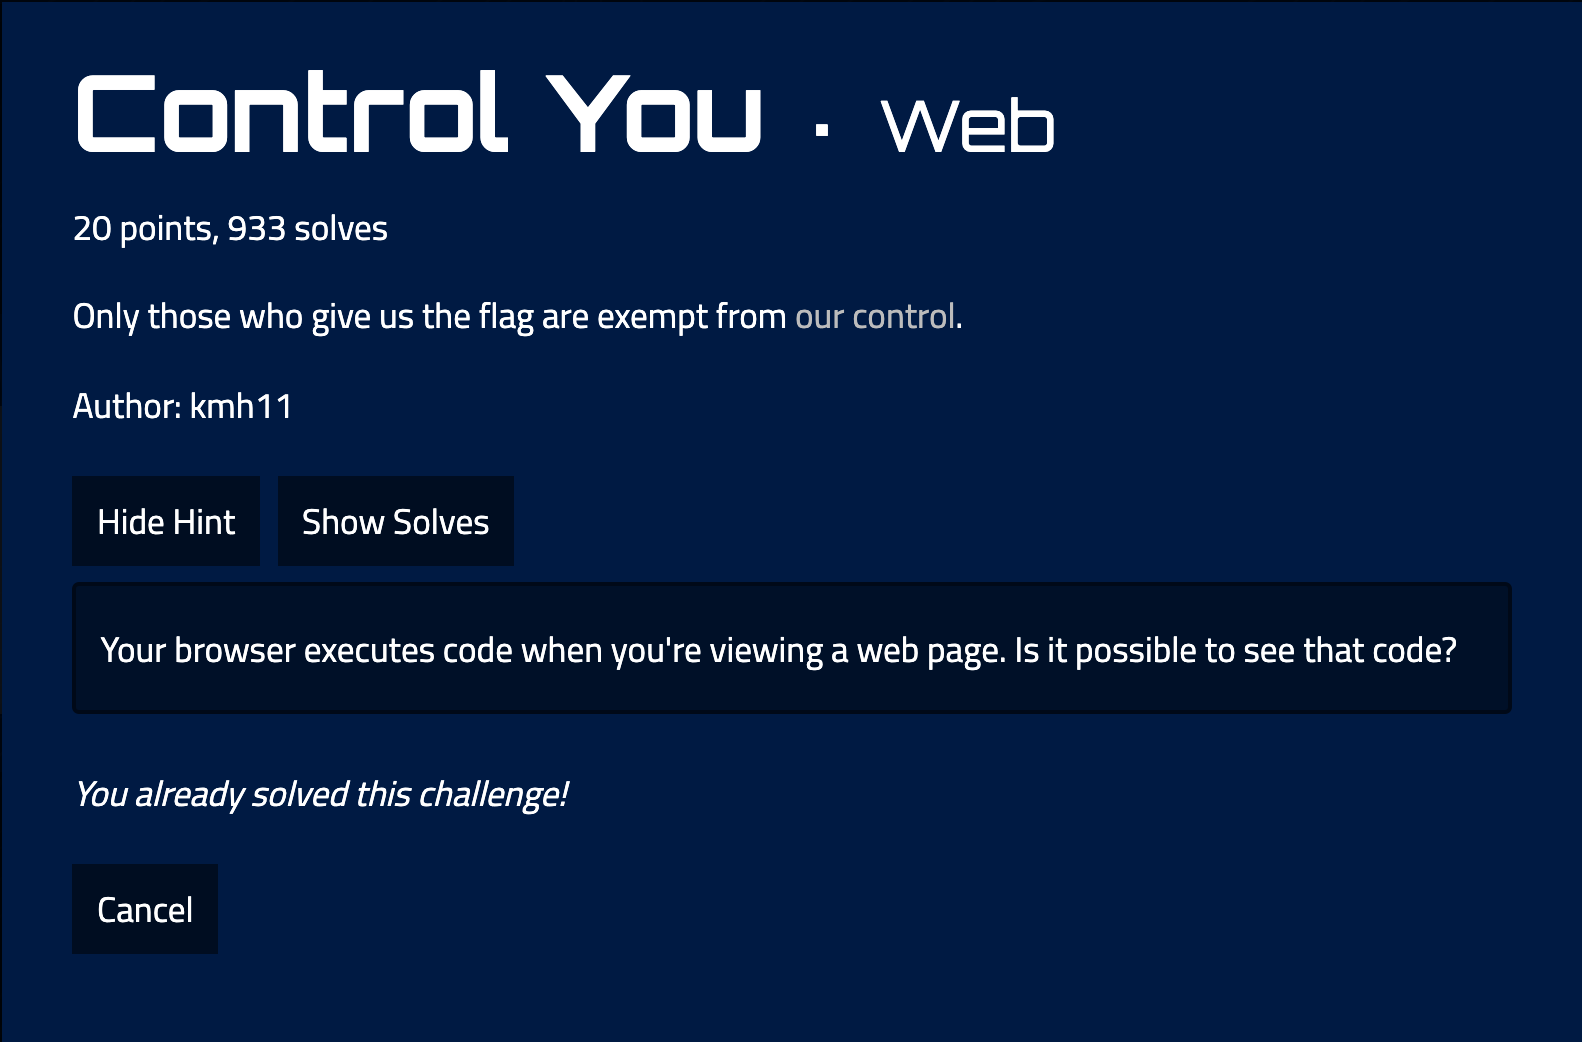 Control You · Web
20 points, 933 solves
Only those who give us the flag are exempt from our control.
Author: kmh11
Hide Hint Show Solves
Your browser executes code when you're viewing a web page. Is it possible to see that code?
You already solved this challenge!
Cancel